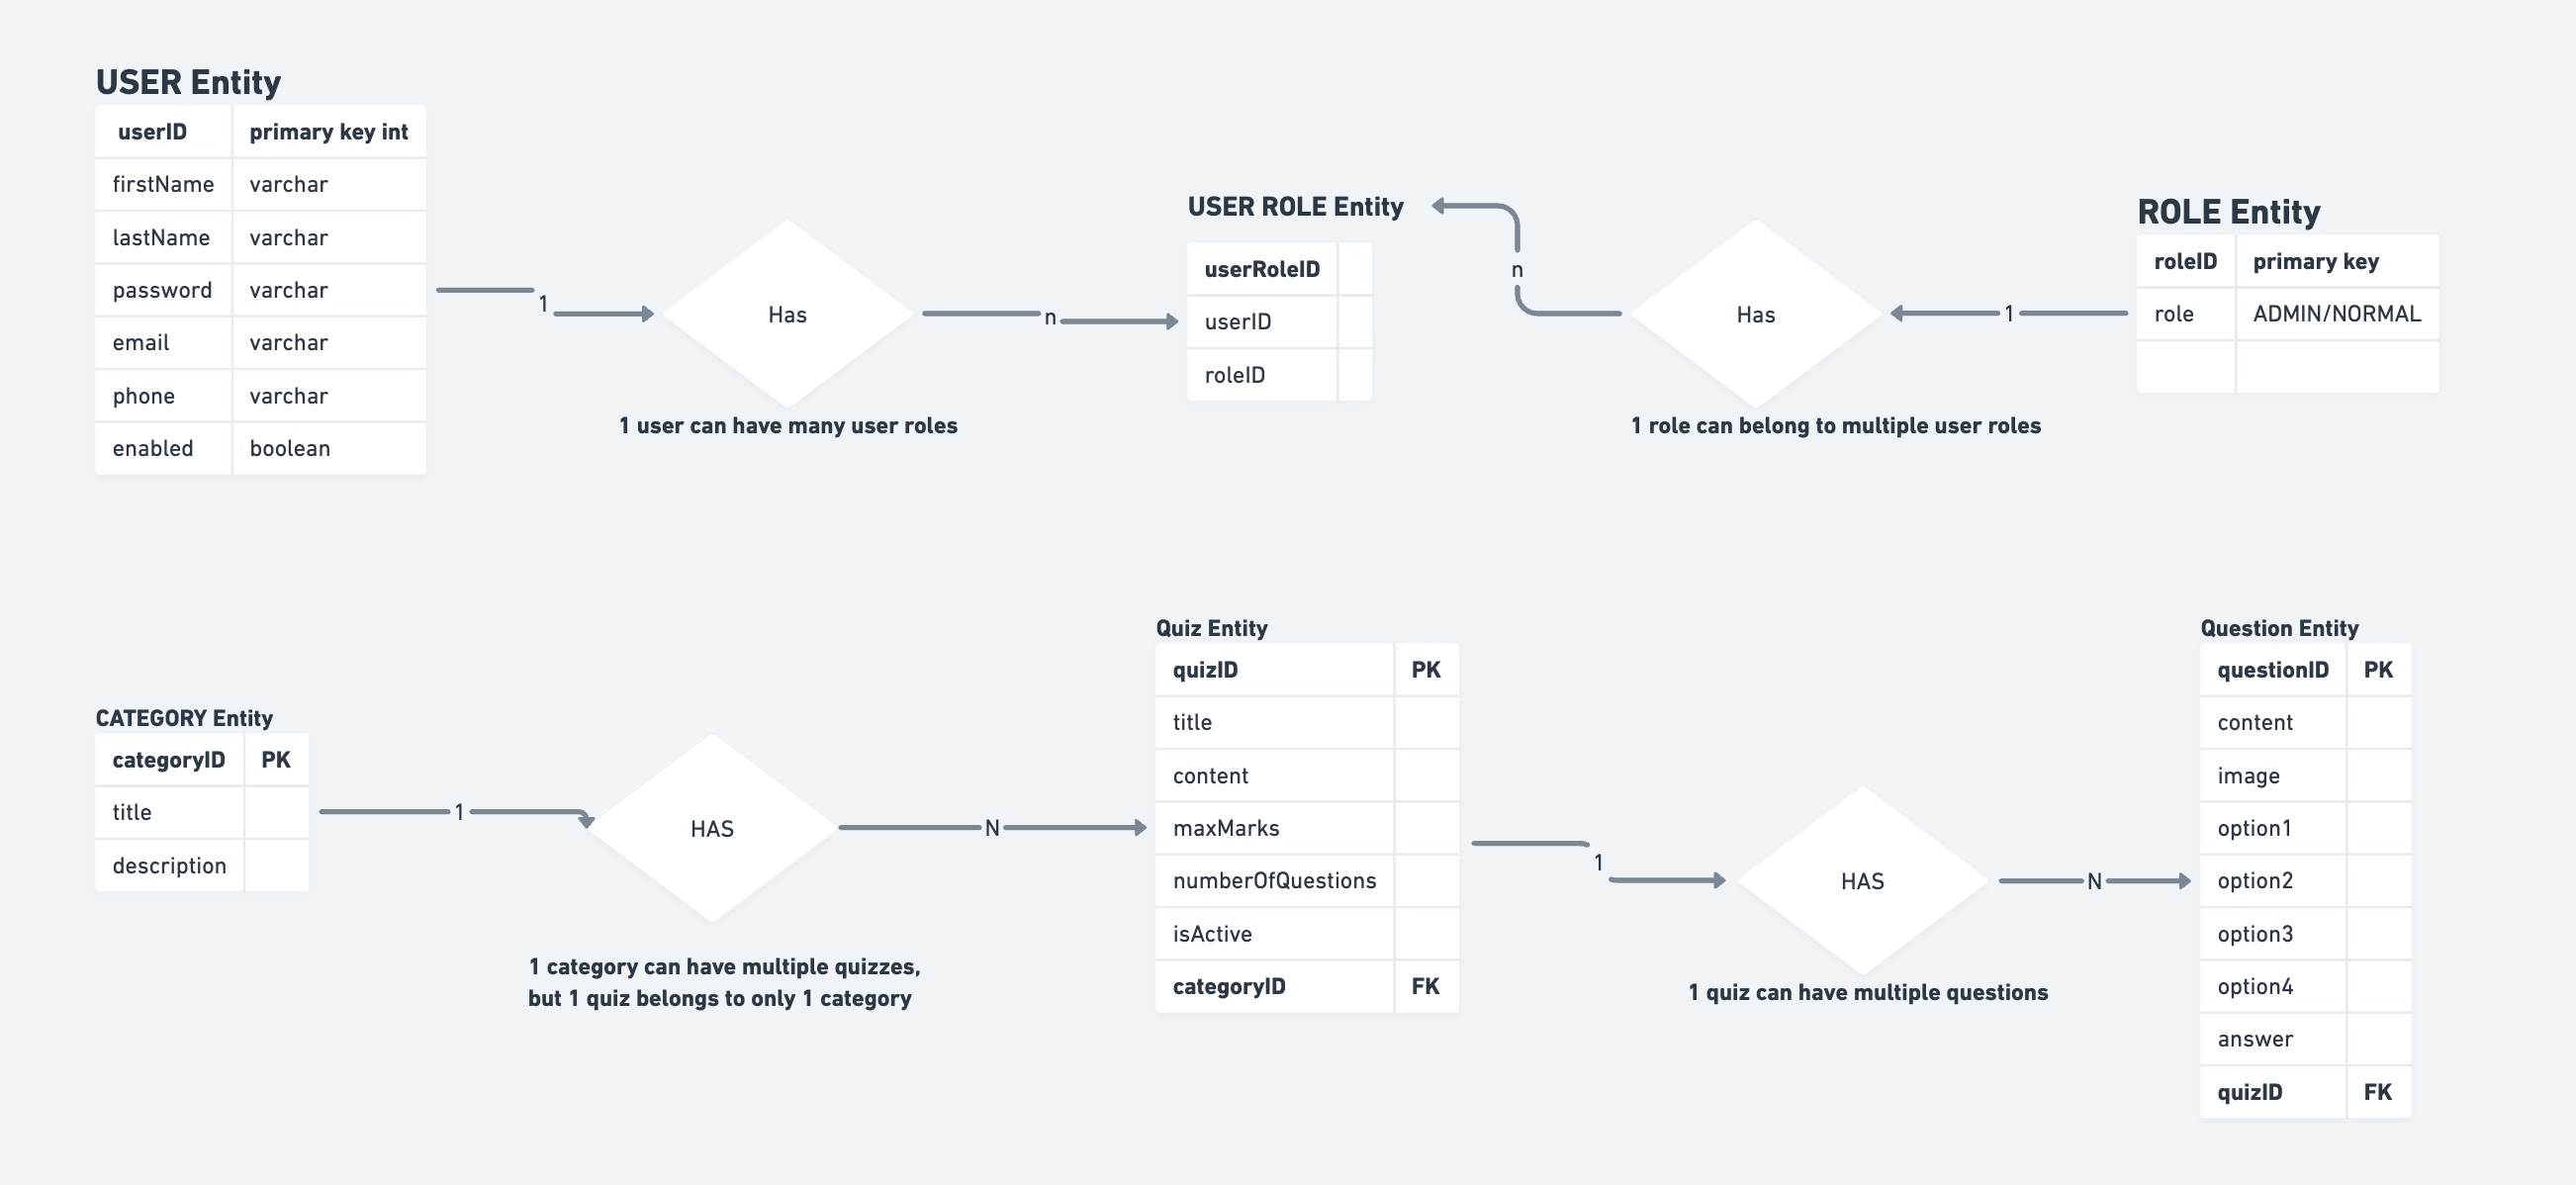 USER Entity
userID primary key int
firstName varchar
lastName varchar
password varchar
email varchar
phone varchar
enabled boolean
1
Has
n
1 user can have many user roles
USER ROLE Entity
userRoleID
userID
roleID
n
Has
1
1 role can belong to multiple user roles
ROLE Entity
roleID primary key
role ADMIN/NORMAL
CATEGORY Entity
categoryID PK
title
description
1
HAS
N
1 category can have multiple quizzes,
but 1 quiz belongs to only 1 category
Quiz Entity
quizID PK
title
content
maxMarks
numberOfQuestions
isActive
categoryID FK
1
HAS
N
1 quiz can have multiple questions
Question Entity
questionID PK
content
image
option1
option2
option3
option4
answer
quizID FK